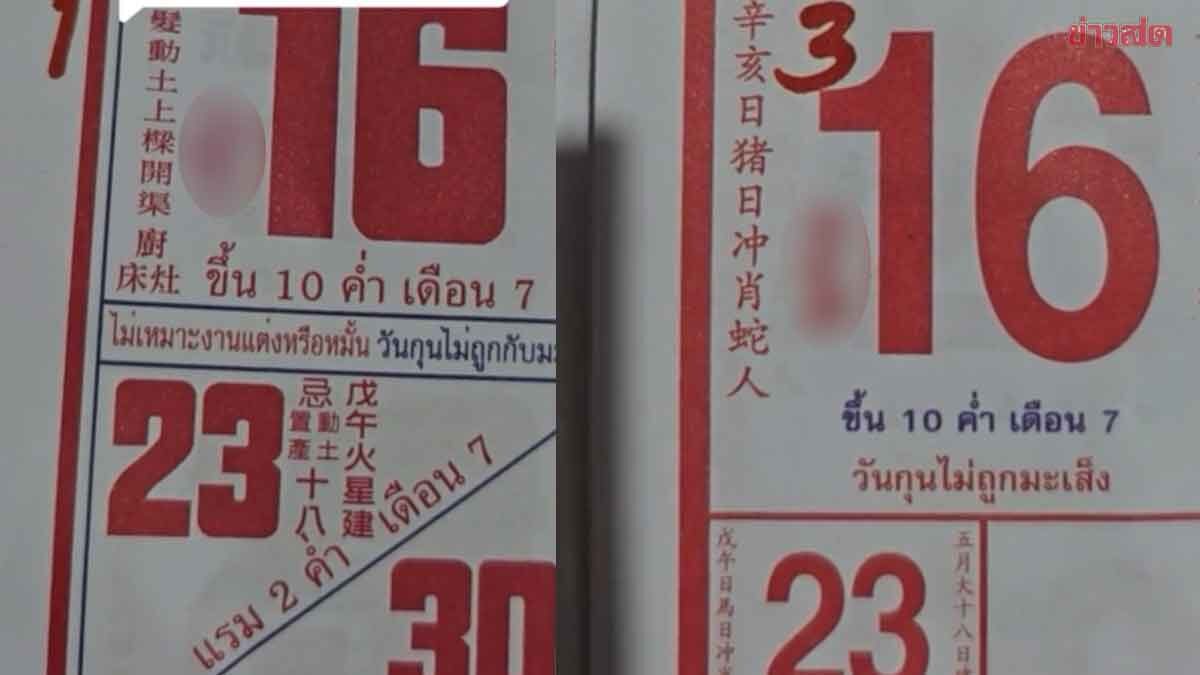 髮動土上樑開渠廚
床灶
16
ขึ้น 10 ค่ำ เดือน 7
ไม่เหมาะงานแต่งหรือหมั้น วันกุนไม่ถูกกับมะ
23
忌
動土
置產
十八
戊午火星建
แรม 2 ค่ำ เดือน 7
30
辛亥日猪日冲肖蛇人
3
16
ข่าวสด
ขึ้น 10 ค่ำ เดือน 7
วันกุนไม่ถูกมะเส็ง
戊午日馬日冲肖
23
五月大十八日